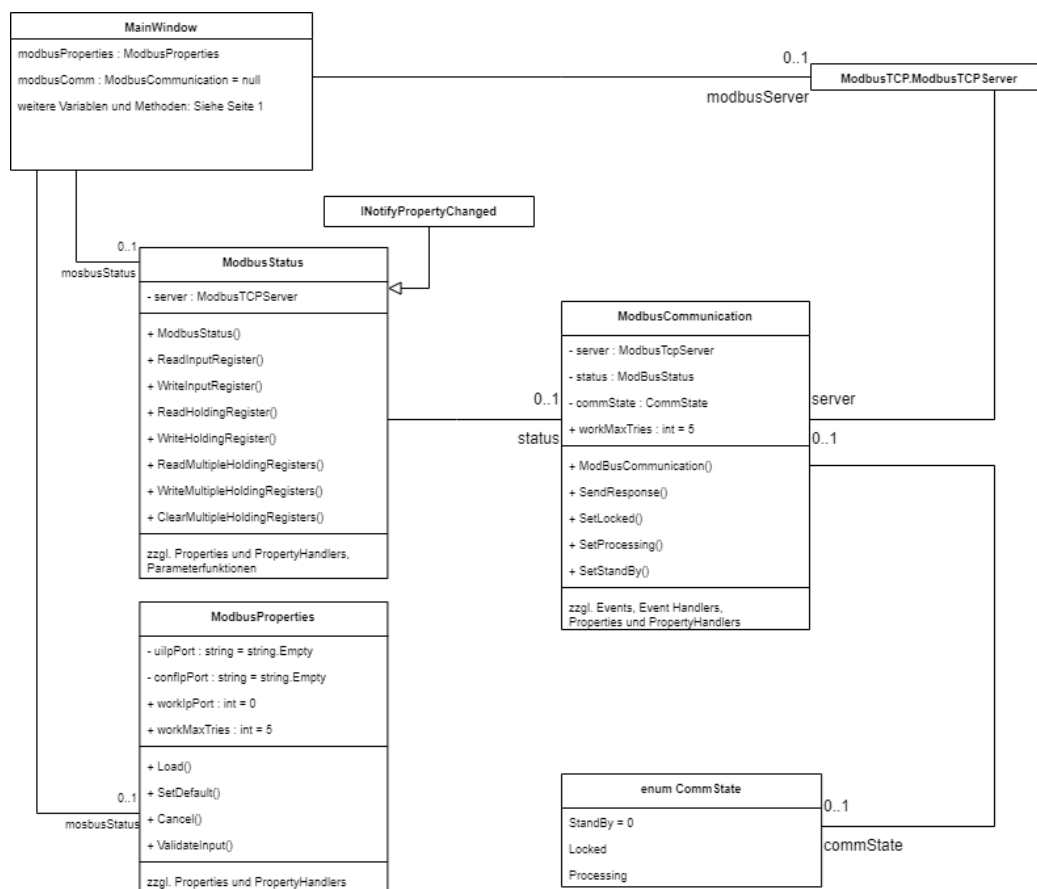 MainWindow
modbusProperties : ModbusProperties
modbusComm : ModbusCommunication = null
weitere Variablen und Methoden: Siehe Seite 1
0..1
modbusServer
ModbusTCP.ModbusTCPServer
INotifyPropertyChanged
0..1
mosbusStatus
ModbusStatus
- server : ModbusTCPServer
+ ModbusStatus()
+ ReadInputRegister()
+ WriteInputRegister()
+ ReadHoldingRegister()
+ WriteHoldingRegister()
+ ReadMultipleHoldingRegisters()
+ WriteMultipleHoldingRegisters()
+ ClearMultipleHoldingRegisters()
zzgl. Properties und PropertyHandlers,
Parameterfunktionen
0..1
status
ModbusCommunication
- server : ModbusTcpServer
- status : ModBusStatus
- commState : CommState
+ workMaxTries : int = 5
+ ModBusCommunication()
+ SendResponse()
+ SetLocked()
+ SetProcessing()
+ SetStandBy()
zzgl. Events, Event Handlers,
Properties und PropertyHandlers
server
0..1
ModbusProperties
- uiIpPort : string = string.Empty
- confIpPort : string = string.Empty
+ workIpPort : int = 0
+ workMaxTries : int = 5
+ Load()
+ SetDefault()
+ Cancel()
+ ValidateInput()
zzgl. Properties und PropertyHandlers
0..1
mosbusStatus
enum CommState
StandBy = 0
Locked
Processing
0..1
commState